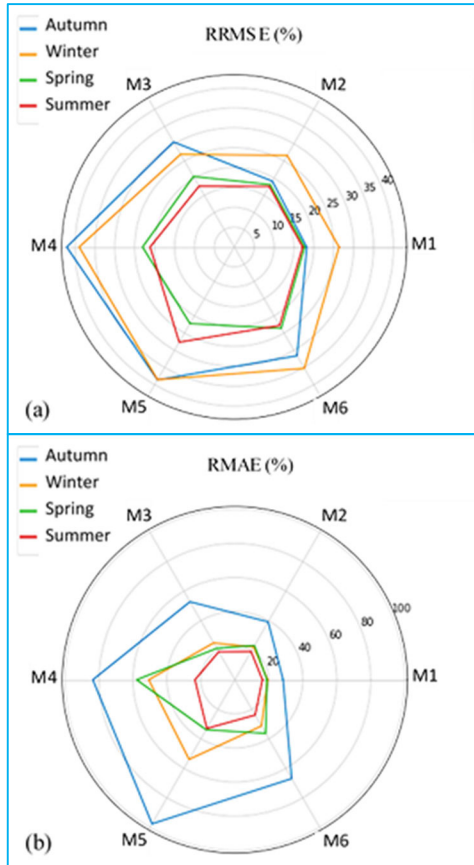 Autumn
Winter
Spring
Summer
RRMSE (%)
M3
M2
5
10
15
20
25
30
35
40
M4
M1
M5
M6
(a)
Autumn
Winter
Spring
Summer
RMAE (%)
M3
M2
20
40
60
80
100
M4
M1
M5
M6
(b)